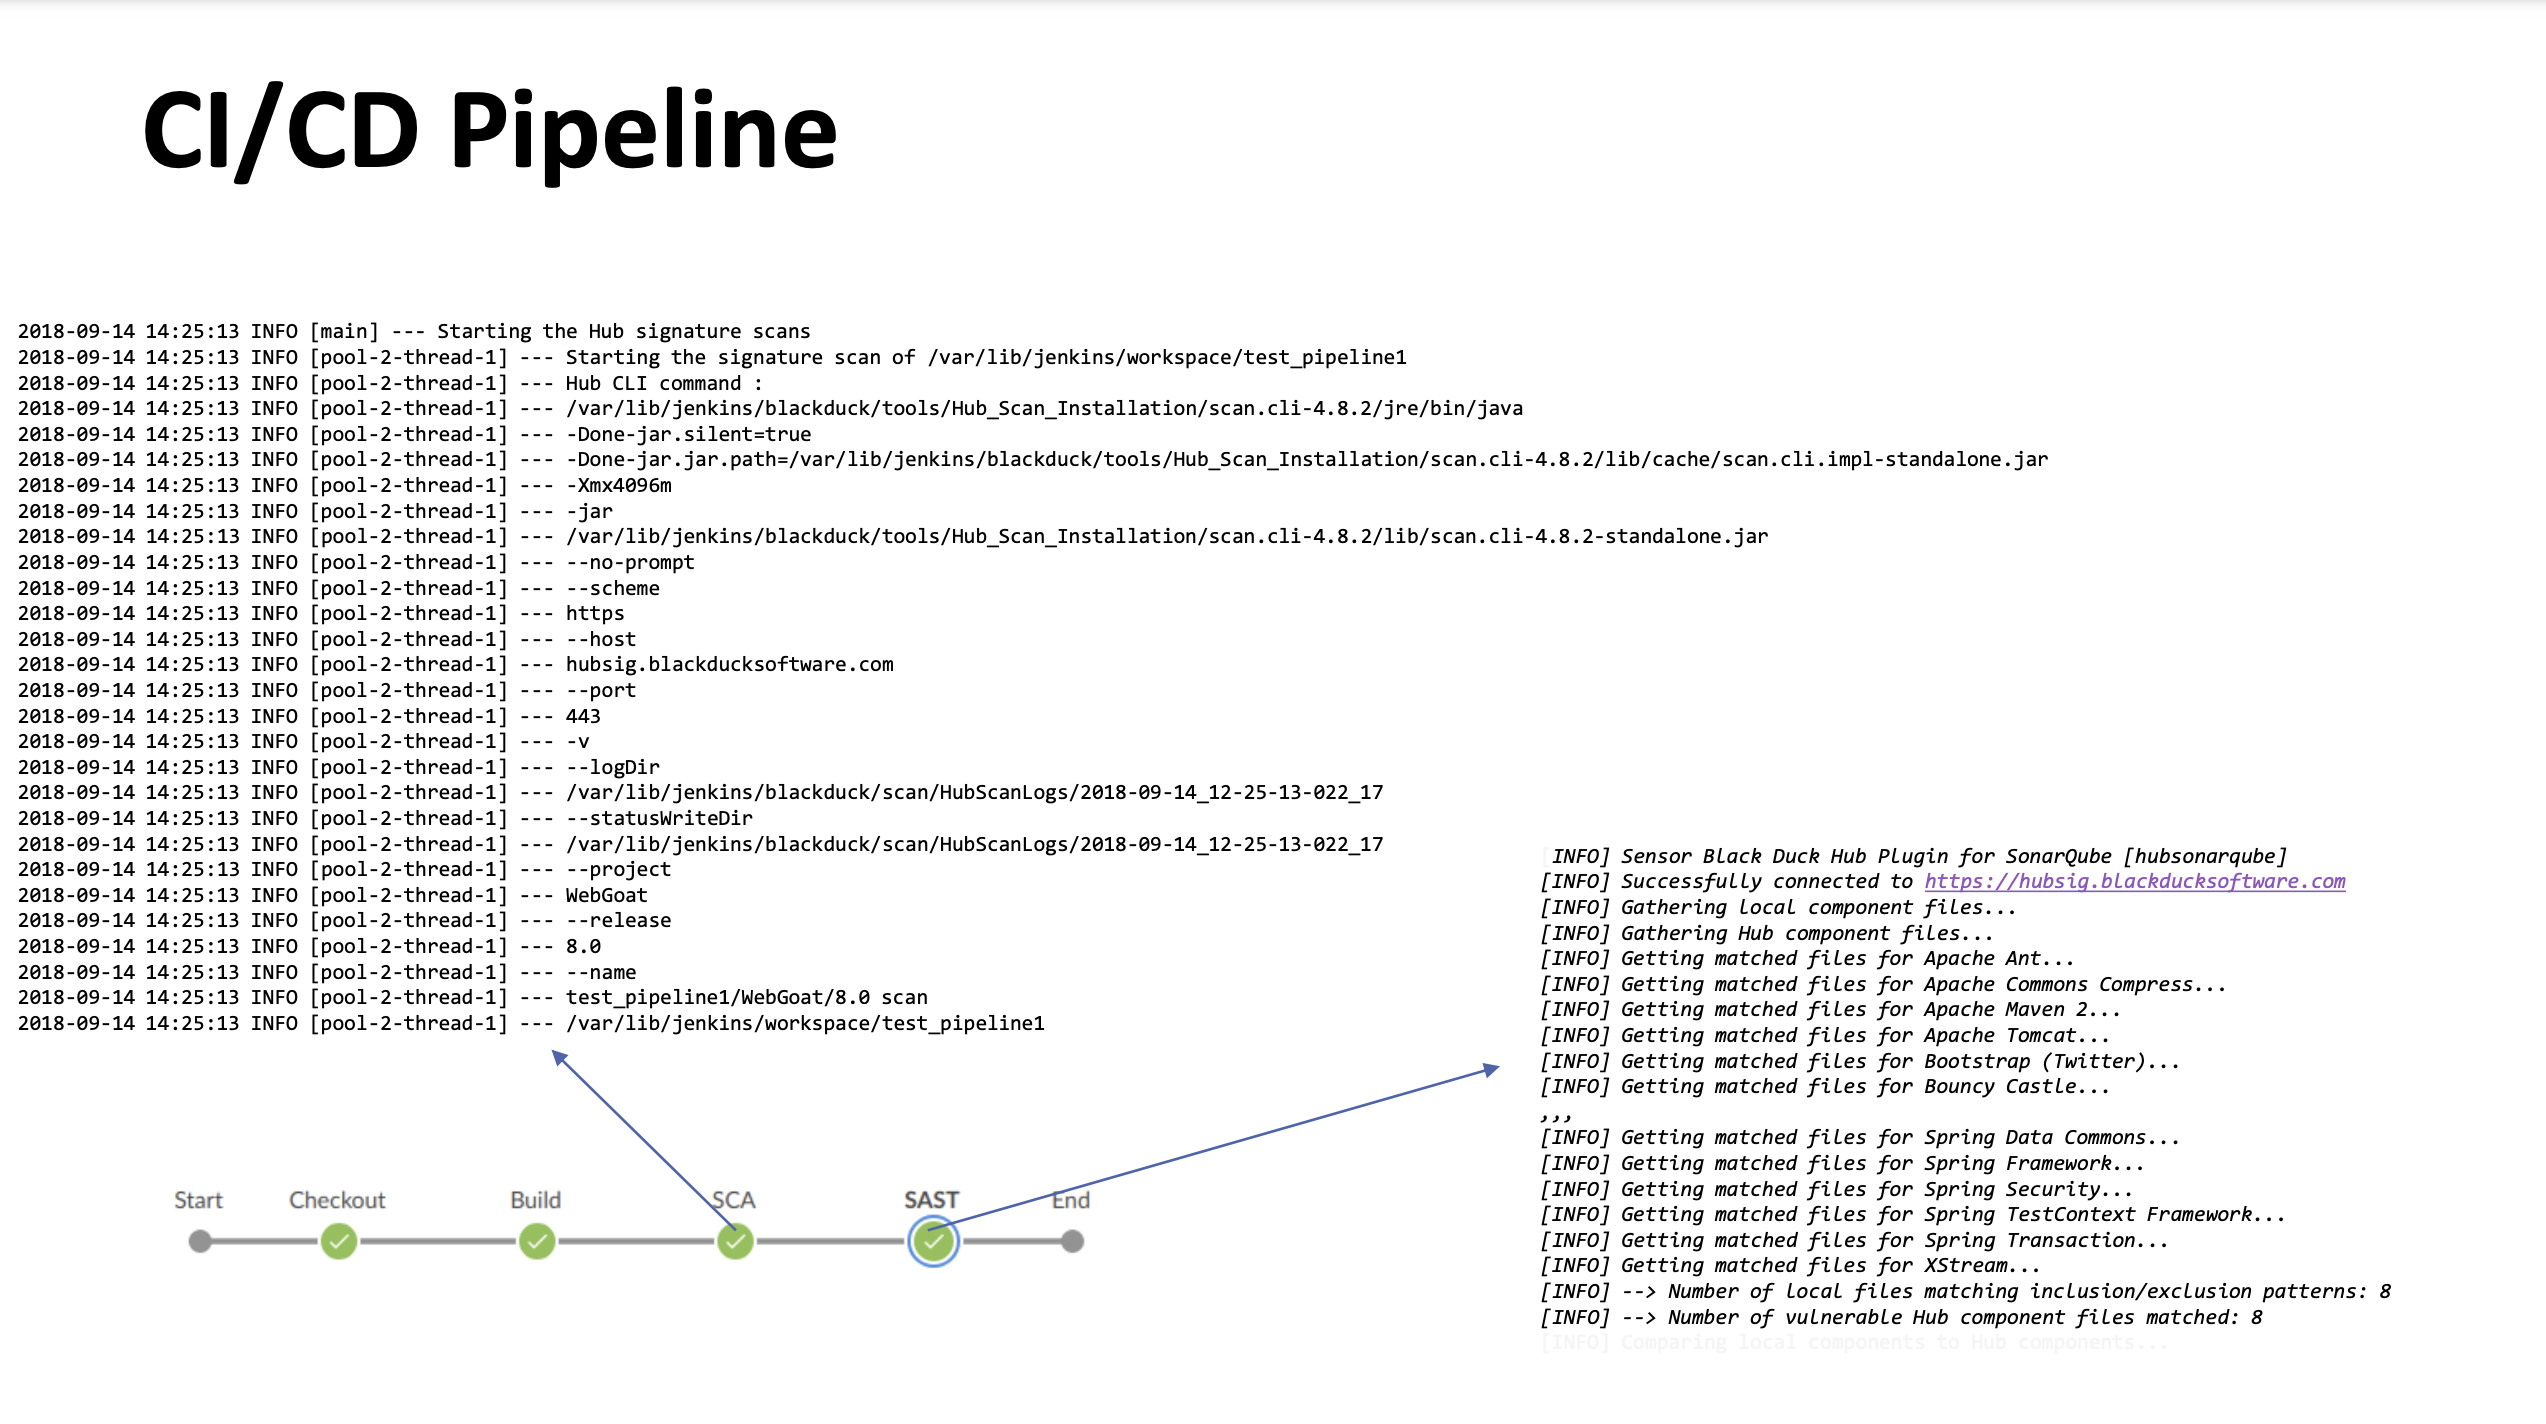 CI/CD Pipeline
2018-09-14 14:25:13 INFO [main] --- Starting the Hub signature scans
2018-09-14 14:25:13 INFO [pool-2-thread-1] --- Starting the signature scan of /var/lib/jenkins/workspace/test_pipeline1
2018-09-14 14:25:13 INFO [pool-2-thread-1] --- Hub CLI command :
2018-09-14 14:25:13 INFO [pool-2-thread-1] --- /var/lib/jenkins/blackduck/tools/Hub_Scan_Installation/scan.cli-4.8.2/jre/bin/java
2018-09-14 14:25:13 INFO [pool-2-thread-1] --- -Done-jar.silent=true
2018-09-14 14:25:13 INFO [pool-2-thread-1] --- -Done-jar.jar.path=/var/lib/jenkins/blackduck/tools/Hub_Scan_Installation/scan.cli-4.8.2/lib/cache/scan.cli.impl-standalone.jar
2018-09-14 14:25:13 INFO [pool-2-thread-1] --- -Xmx4096m
2018-09-14 14:25:13 INFO [pool-2-thread-1] --- -jar
2018-09-14 14:25:13 INFO [pool-2-thread-1] --- /var/lib/jenkins/blackduck/tools/Hub_Scan_Installation/scan.cli-4.8.2/lib/scan.cli-4.8.2-standalone.jar
2018-09-14 14:25:13 INFO [pool-2-thread-1] --- --no-prompt
2018-09-14 14:25:13 INFO [pool-2-thread-1] --- --scheme
2018-09-14 14:25:13 INFO [pool-2-thread-1] --- https
2018-09-14 14:25:13 INFO [pool-2-thread-1] --- --host
2018-09-14 14:25:13 INFO [pool-2-thread-1] --- hubsig.blackducksoftware.com
2018-09-14 14:25:13 INFO [pool-2-thread-1] --- --port
2018-09-14 14:25:13 INFO [pool-2-thread-1] --- 443
2018-09-14 14:25:13 INFO [pool-2-thread-1] --- -v
2018-09-14 14:25:13 INFO [pool-2-thread-1] --- --logDir
2018-09-14 14:25:13 INFO [pool-2-thread-1] --- /var/lib/jenkins/blackduck/scan/HubScanLogs/2018-09-14_12-25-13-022_17
2018-09-14 14:25:13 INFO [pool-2-thread-1] --- --statusWriteDir
2018-09-14 14:25:13 INFO [pool-2-thread-1] --- /var/lib/jenkins/blackduck/scan/HubScanLogs/2018-09-14_12-25-13-022_17
2018-09-14 14:25:13 INFO [pool-2-thread-1] --- --project
2018-09-14 14:25:13 INFO [pool-2-thread-1] --- WebGoat
2018-09-14 14:25:13 INFO [pool-2-thread-1] --- --release
2018-09-14 14:25:13 INFO [pool-2-thread-1] --- 8.0
2018-09-14 14:25:13 INFO [pool-2-thread-1] --- --name
2018-09-14 14:25:13 INFO [pool-2-thread-1] --- test_pipeline1/WebGoat/8.0 scan
2018-09-14 14:25:13 INFO [pool-2-thread-1] --- /var/lib/jenkins/workspace/test_pipeline1
[INFO] Sensor Black Duck Hub Plugin for SonarQube [hubsonarqube]
[INFO] Successfully connected to https://hubsig.blackducksoftware.com
[INFO] Gathering local component files...
[INFO] Gathering Hub component files...
[INFO] Getting matched files for Apache Ant...
[INFO] Getting matched files for Apache Commons Compress...
[INFO] Getting matched files for Apache Maven 2...
[INFO] Getting matched files for Apache Tomcat...
[INFO] Getting matched files for Bootstrap (Twitter)...
[INFO] Getting matched files for Bouncy Castle...
,,,
[INFO] Getting matched files for Spring Data Commons...
[INFO] Getting matched files for Spring Framework...
[INFO] Getting matched files for Spring Security...
[INFO] Getting matched files for Spring TestContext Framework...
[INFO] Getting matched files for Spring Transaction...
[INFO] Getting matched files for XStream...
[INFO] --> Number of local files matching inclusion/exclusion patterns: 8
[INFO] --> Number of vulnerable Hub component files matched: 8
[INFO] Comparing local components to Hub components...
Start Checkout Build SCA SAST End